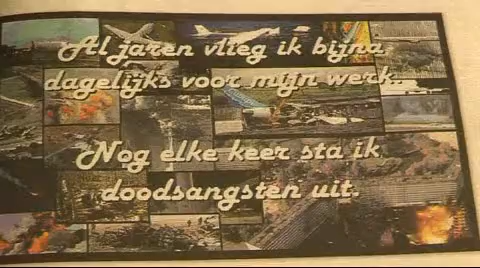 Al jaren vlieg ik bijna
dagelijks voor mijn werk..
Nog elke keer sta ik
doodsangsten uit.